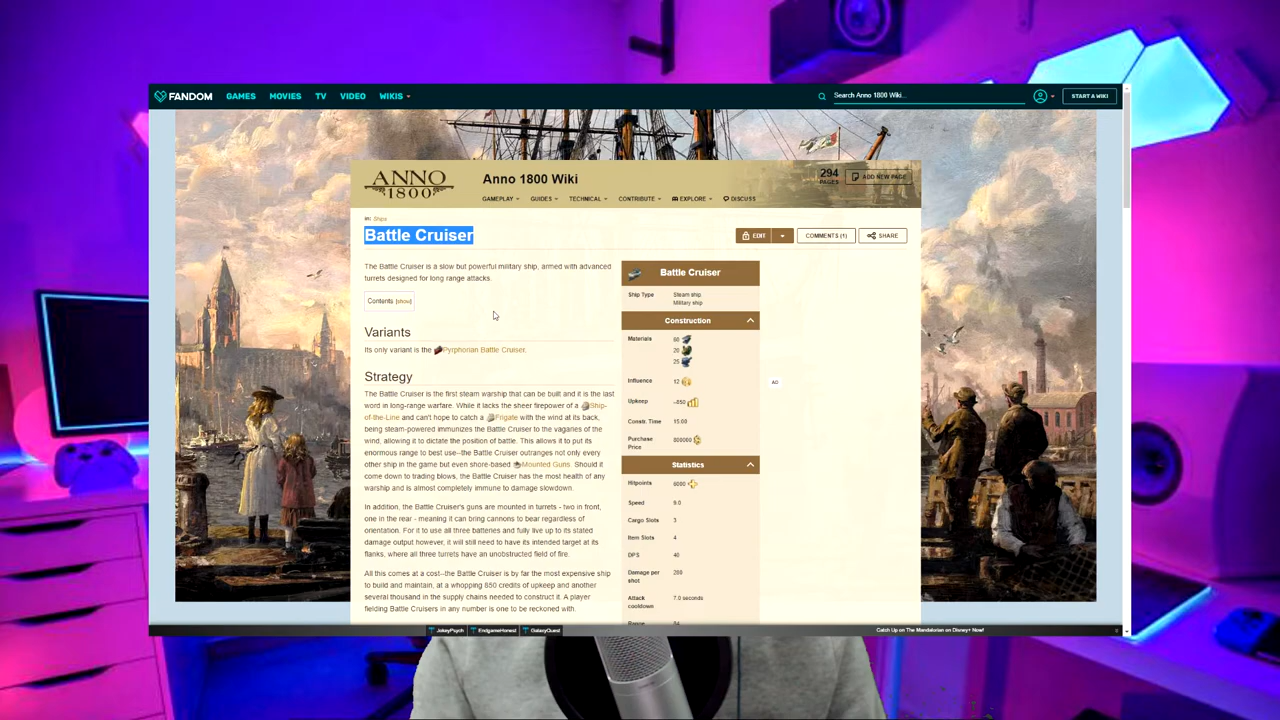 FANDOM
GAMES MOVIES TV VIDEO WIKIS
Search Anno 1800 Wiki...
START A WIKI
ANNO
1800
Anno 1800 Wiki
294
PAGES
ADD NEW PAGE
GAMEPLAY GUIDES TECHNICAL CONTRIBUTE EXPLORE DISCUSS
in: Ships
Battle Cruiser
EDIT COMMENTS (1) SHARE
The Battle Cruiser is a slow but powerful military ship, armed with advanced
turrets designed for long range attacks.
Contents [show]
Variants
Its only variant is the Pyrphorian Battle Cruiser.
Strategy
The Battle Cruiser is the first steam warship that can be built and it is the last
word in long-range warfare. While it lacks the sheer firepower of a Ship-
of-the-Line and can't hope to catch a Frigate with the wind at its back,
being steam-powered immunizes the Battle Cruiser to the vagaries of the
wind, allowing it to dictate the position of battle. This allows it to put its
enormous range to best use--the Battle Cruiser outranges not only every
other ship in the game but even shore-based Mounted Guns. Should it
come down to trading blows, the Battle Cruiser has the most health of any
warship and is almost completely immune to damage slowdown.
In addition, the Battle Cruiser's guns are mounted in turrets - two in front,
one in the rear - meaning it can bring cannons to bear regardless of
orientation. For it to use all three batteries and fully live up to its stated
damage output however, it will still need to have its intended target at its
flanks, where all three turrets have an unobstructed field of fire.
All this comes at a cost--the Battle Cruiser is by far the most expensive ship
to build and maintain, at a whopping 850 credits of upkeep and another
several thousand in the supply chains needed to construct it. A player
fielding Battle Cruisers in any number is one to be reckoned with.
Battle Cruiser
Ship Type Steam ship
Military ship
Construction
Materials 60
20
25
Influence 12
Upkeep -850
Constr. Time 15:00
Purchase
Price 800000
Statistics
Hitpoints 6000
Speed 9.0
Cargo Slots 3
Item Slots 4
DPS 40
Damage per
shot 280
Attack
cooldown 7.0 seconds
AD
JokeyPsych EndgameHonest GalaxyQuest
Catch Up on The Mandalorian on Disney+ Now!